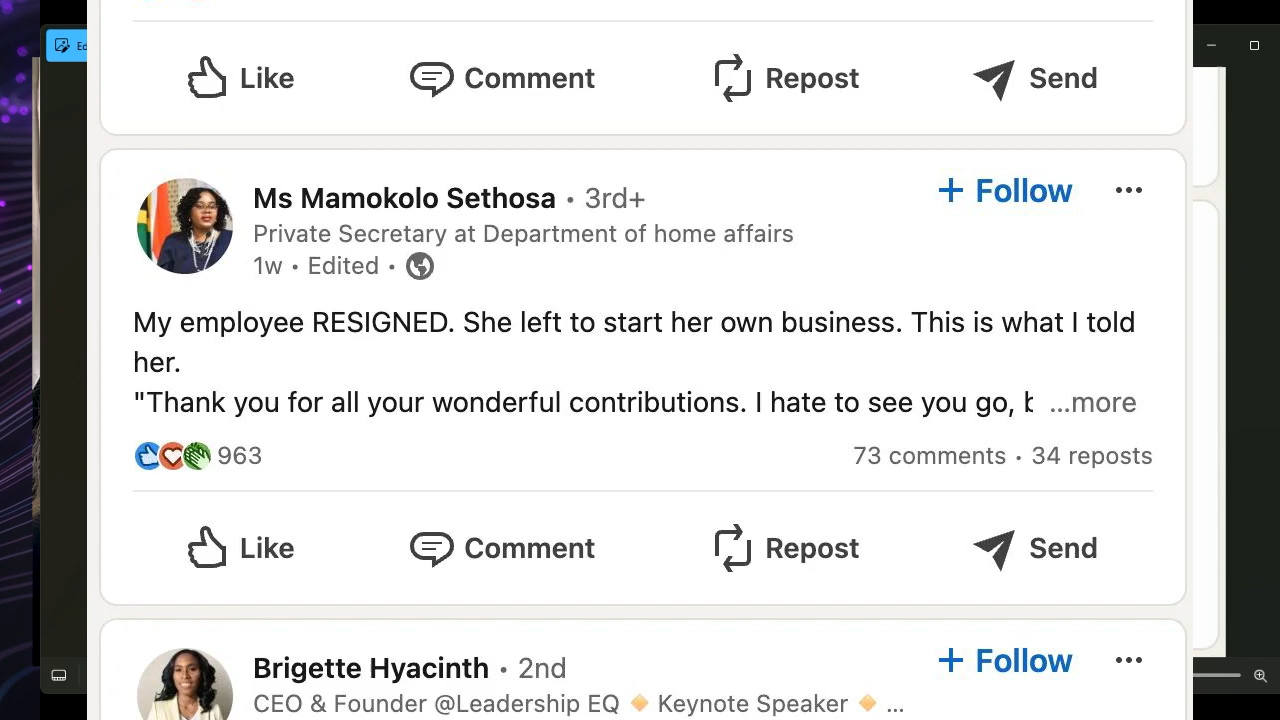 Ed
Like Comment Repost Send
Ms Mamokolo Sethosa • 3rd+
+ Follow
Private Secretary at Department of home affairs
1w • Edited •
My employee RESIGNED. She left to start her own business. This is what I told
her.
"Thank you for all your wonderful contributions. I hate to see you go, b ...more
963
73 comments • 34 reposts
Like Comment Repost Send
Brigette Hyacinth • 2nd
+ Follow
CEO & Founder @Leadership EQ 🔸 Keynote Speaker 🔸 ...